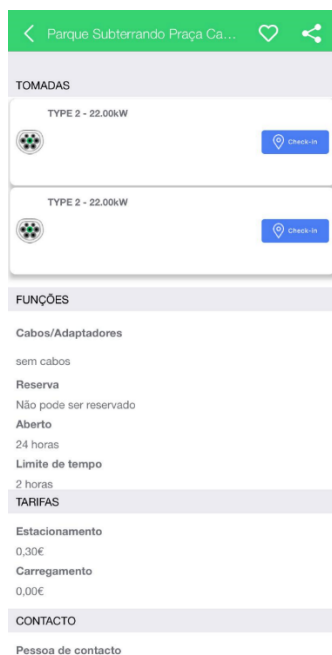 Parque Subterrando Praça Ca...
TOMADAS
TYPE 2 - 22.00kW
Check-in
TYPE 2 - 22.00kW
Check-in
FUNÇÕES
Cabos/Adaptadores
sem cabos
Reserva
Não pode ser reservado
Aberto
24 horas
Limite de tempo
2 horas
TARIFAS
Estacionamento
0,30€
Carregamento
0,00€
CONTACTO
Pessoa de contacto